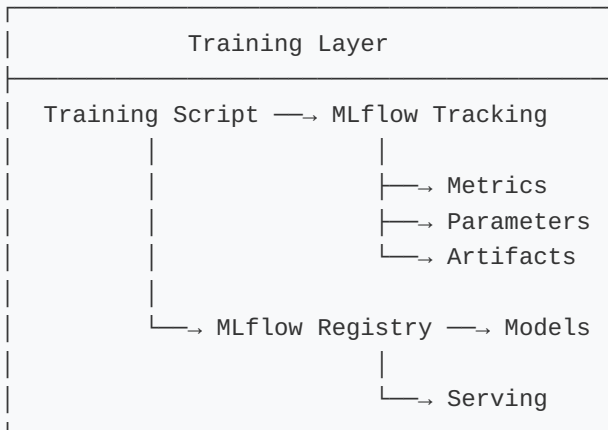 Training Layer
Training Script ──→ MLflow Tracking
Metrics
Parameters
Artifacts
MLflow Registry ──→ Models
Serving